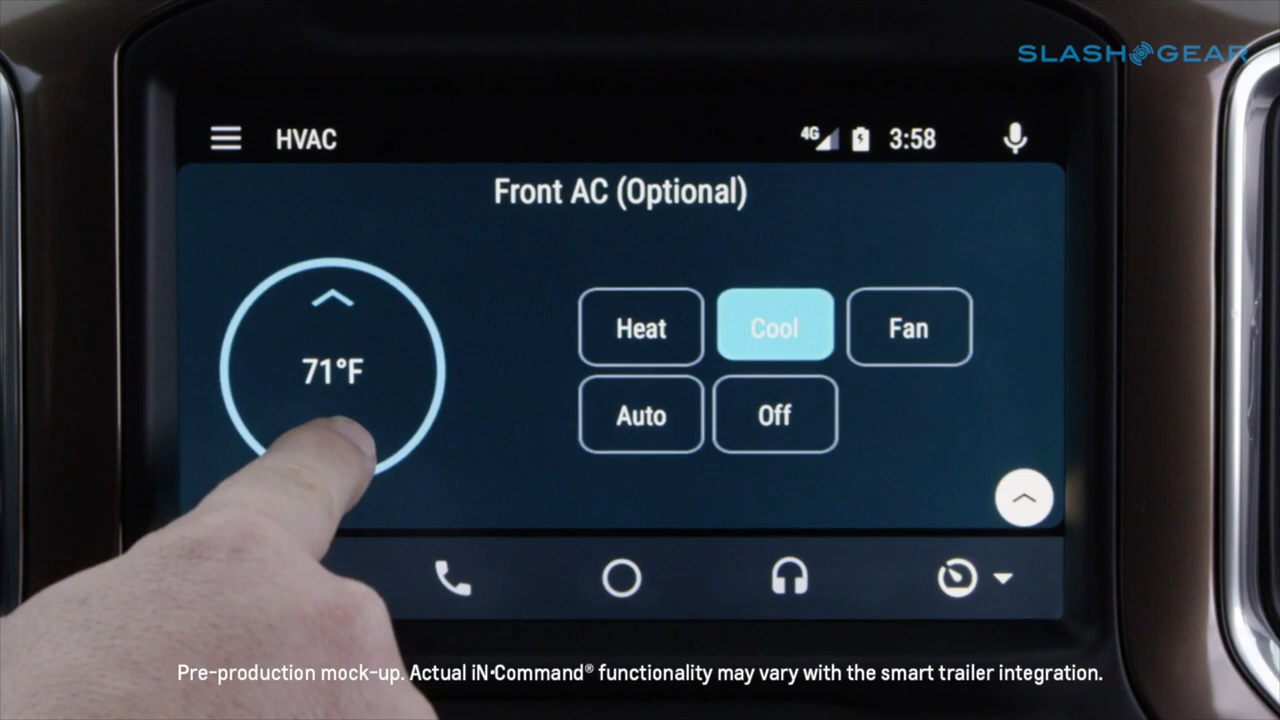 SLASHGEAR
HVAC 4G 3:58
Front AC (Optional)
71°F
Heat Cool Fan
Auto Off
Pre-production mock-up. Actual iN•Command® functionality may vary with the smart trailer integration.